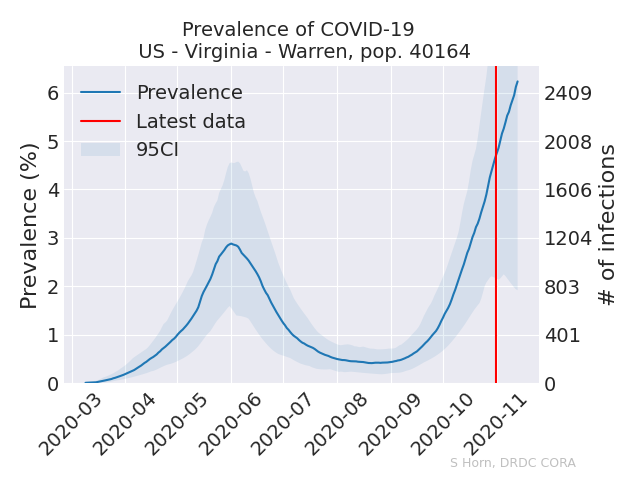 Prevalence of COVID-19
US - Virginia - Warren, pop. 40164
Prevalence
Latest data
95CI
Prevalence (%)
6
5
4
3
2
1
0
2409
2008
1606
1204
803
401
0
# of infections
2020-03
2020-04
2020-05
2020-06
2020-07
2020-08
2020-09
2020-10
2020-11
S Horn, DRDC CORA